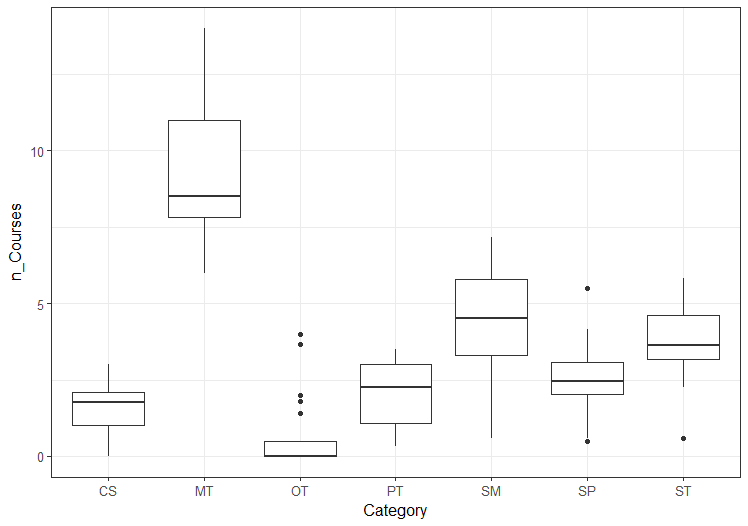 n_Courses
10
5
0
CS MT OT PT SM SP ST
Category